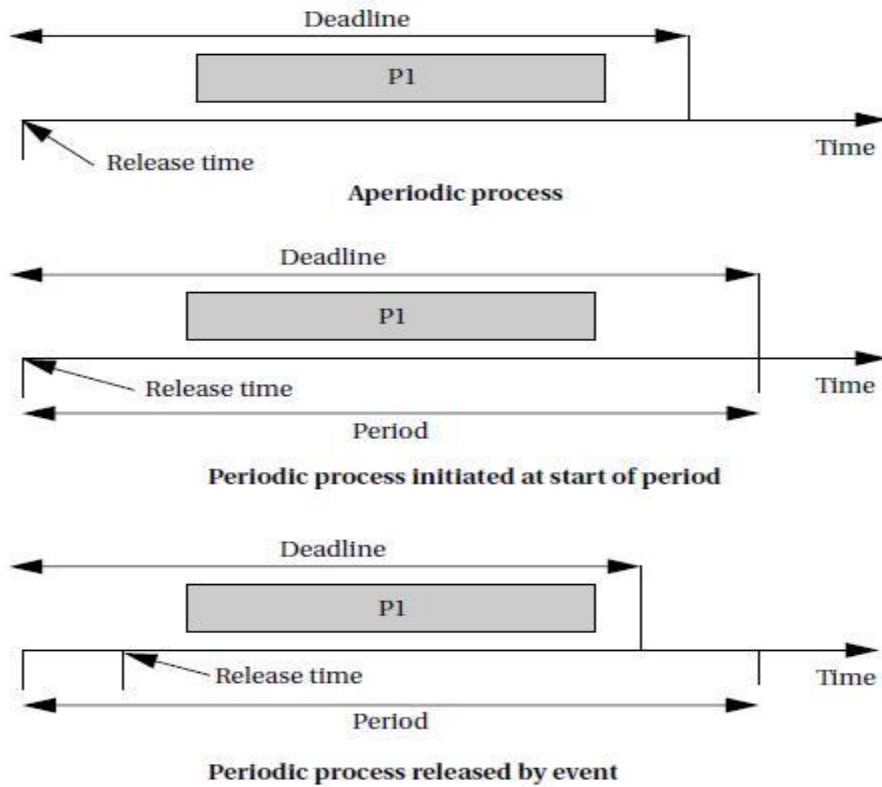 Deadline
P1
Time
Release time
Aperiodic process
Deadline
P1
Release time
Time
Period
Periodic process initiated at start of period
Deadline
P1
Release time
Time
Period
Periodic process released by event